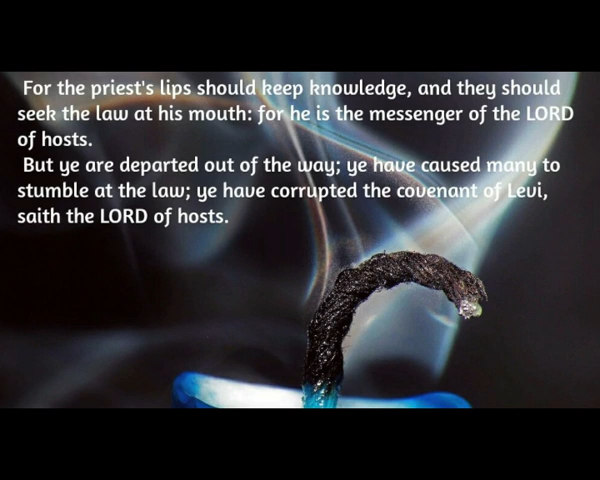 For the priest's lips should keep knowledge, and they should
seek the law at his mouth: for he is the messenger of the LORD
of hosts.
But ye are departed out of the way; ye have caused many to
stumble at the law; ye have corrupted the covenant of Levi,
saith the LORD of hosts.